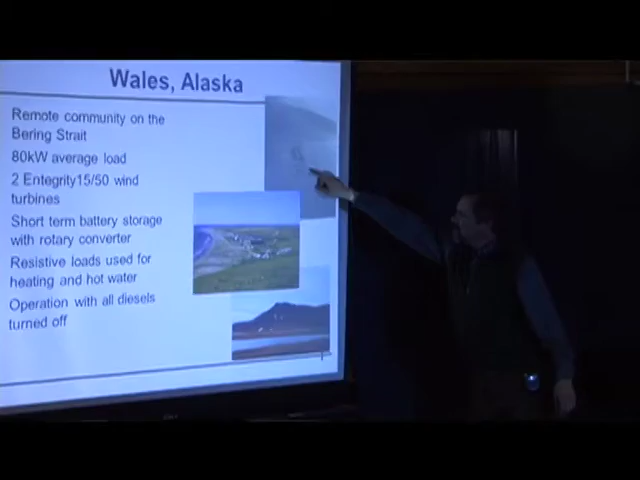 Wales, Alaska
Remote community on the
Bering Strait
80kW average load
2 Entegrity15/50 wind
turbines
Short term battery storage
with rotary converter
Resistive loads used for
heating and hot water
Operation with all diesels
turned off